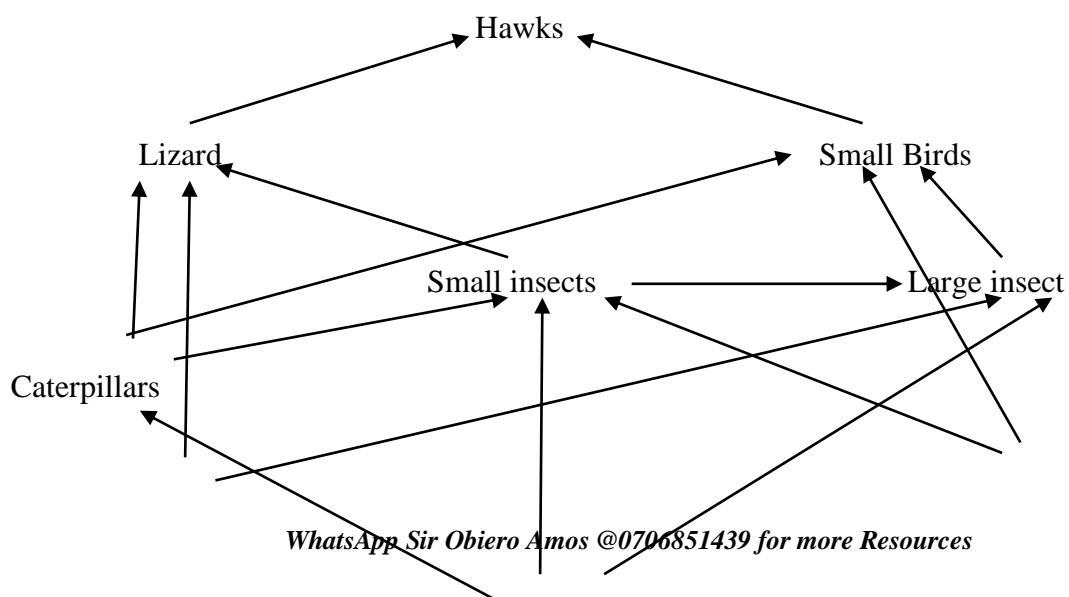 Hawks
Lizard
Small Birds
Small insects
Large insect
Caterpillars
WhatsApp Sir Obiero Amos @0706851439 for more Resources